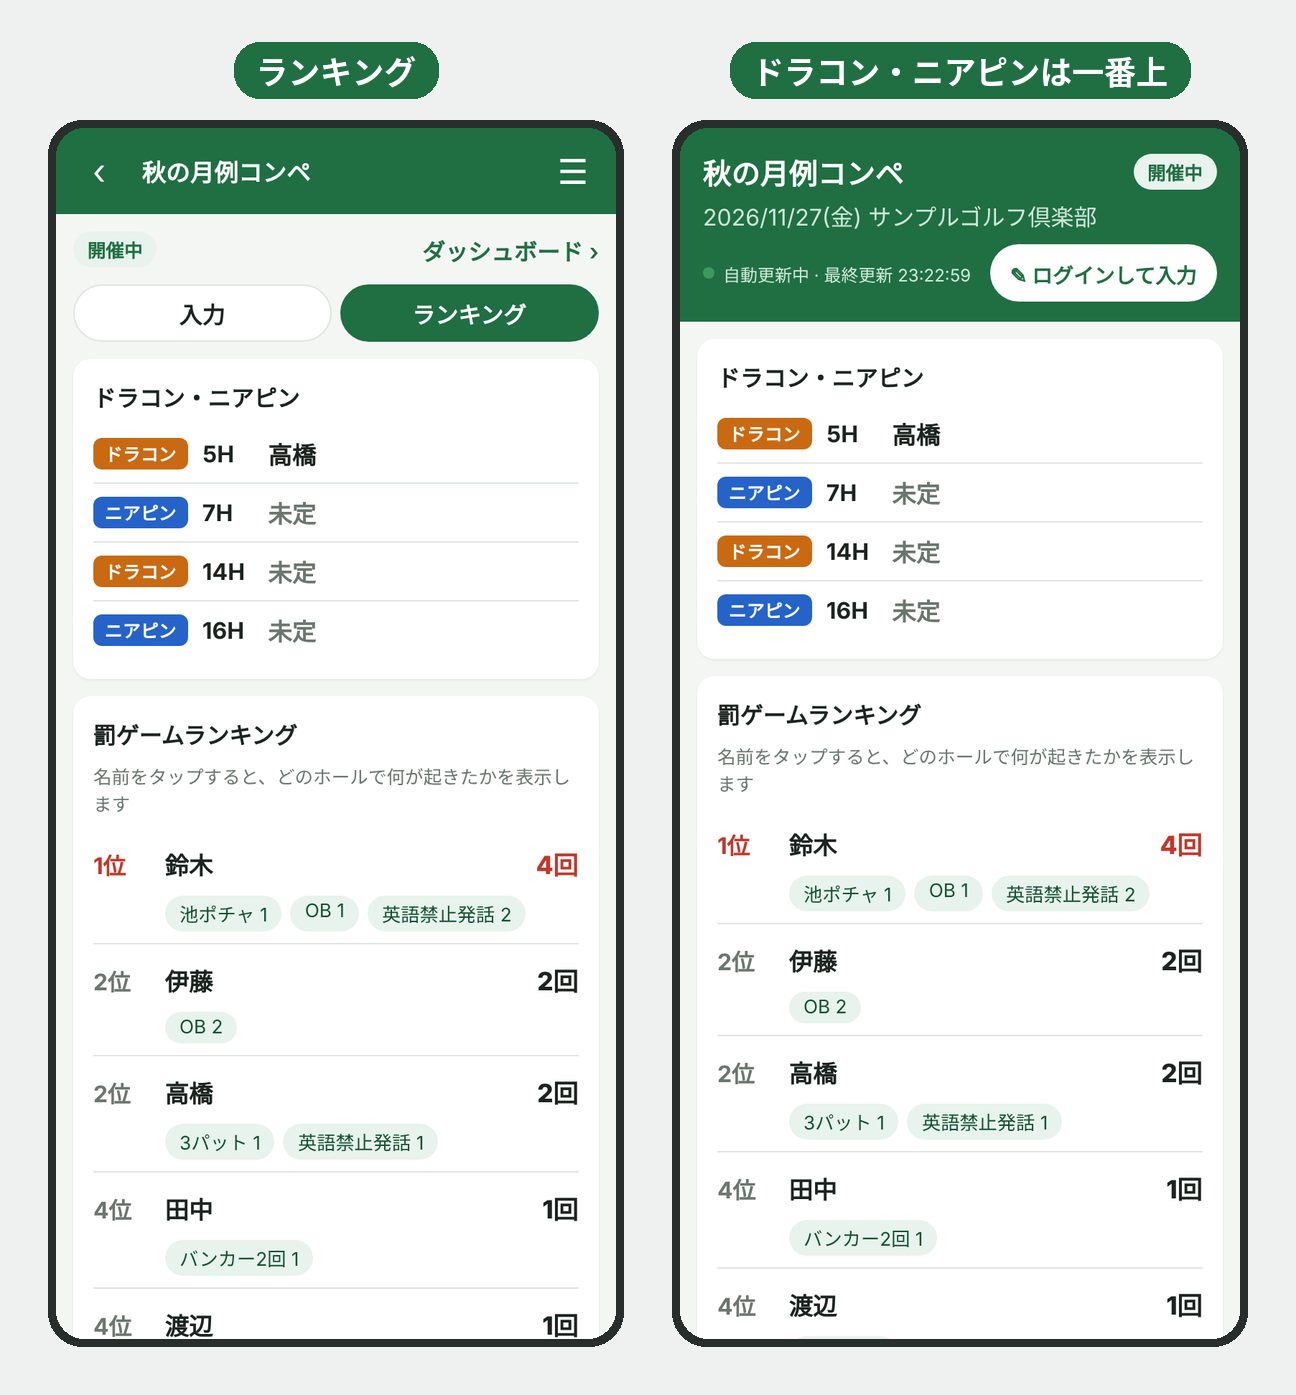 ランキング
‹ 秋の月例コンペ ☰
開催中 ダッシュボード ›
入力 ランキング
ドラコン・ニアピン
ドラコン 5H 高橋
ニアピン 7H 未定
ドラコン 14H 未定
ニアピン 16H 未定
罰ゲームランキング
名前をタップすると、どのホールで何が起きたかを表示し
ます
1位 鈴木 4回
池ポチャ 1 OB 1 英語禁止発話 2
2位 伊藤 2回
OB 2
2位 高橋 2回
3パット 1 英語禁止発話 1
4位 田中 1回
バンカー2回 1
4位 渡辺 1回
ドラコン・ニアピンは一番上
秋の月例コンペ 開催中
2026/11/27(金) サンプルゴルフ倶楽部
自動更新中 · 最終更新 23:22:59 ✎ ログインして入力
ドラコン・ニアピン
ドラコン 5H 高橋
ニアピン 7H 未定
ドラコン 14H 未定
ニアピン 16H 未定
罰ゲームランキング
名前をタップすると、どのホールで何が起きたかを表示し
ます
1位 鈴木 4回
池ポチャ 1 OB 1 英語禁止発話 2
2位 伊藤 2回
OB 2
2位 高橋 2回
3パット 1 英語禁止発話 1
4位 田中 1回
バンカー2回 1
4位 渡辺 1回